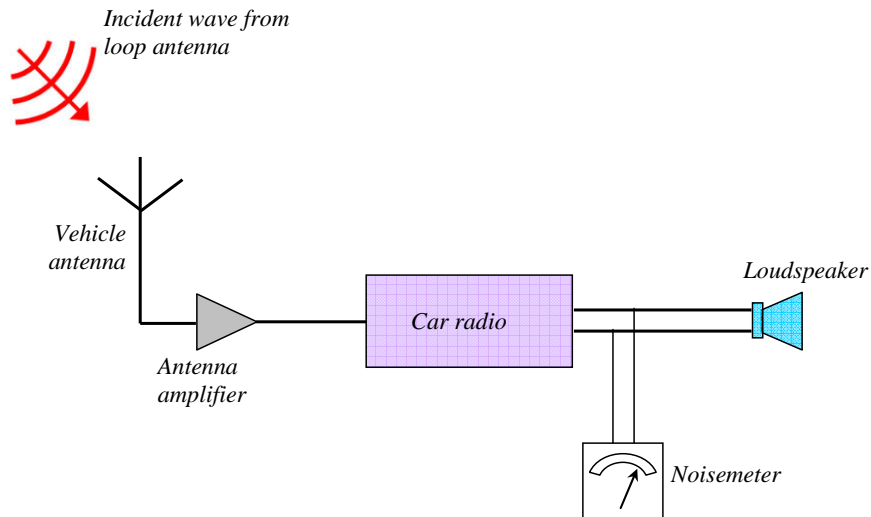 Incident wave from
loop antenna
Vehicle
antenna
Loudspeaker
Car radio
Antenna
amplifier
Noisemeter